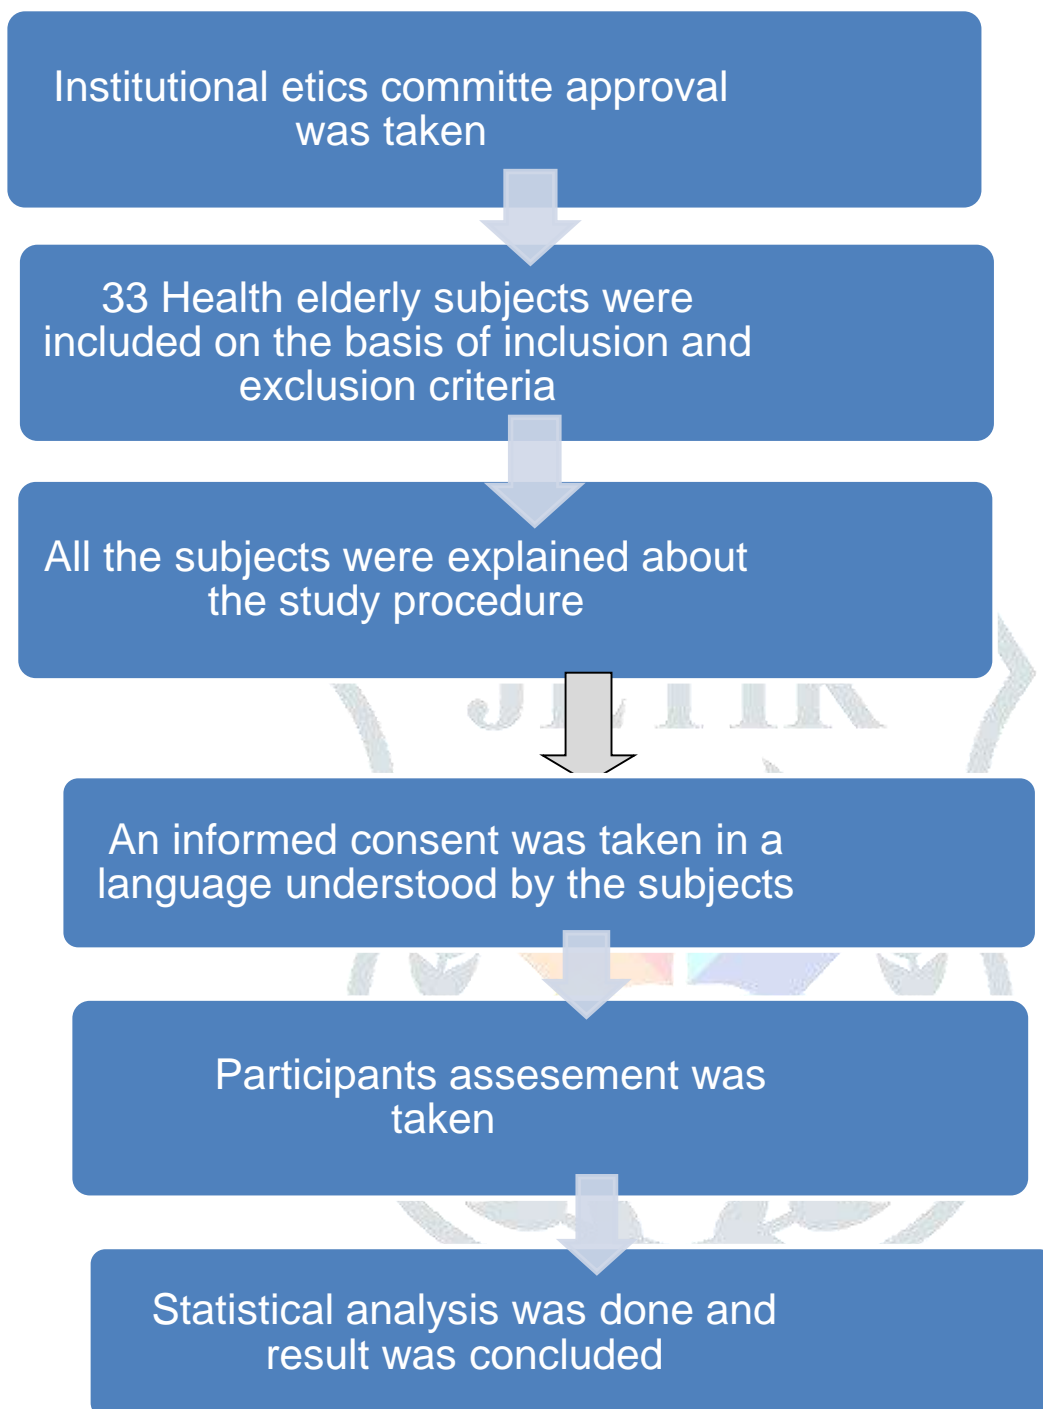 Institutional etics committe approval
was taken
33 Health elderly subjects were
included on the basis of inclusion and
exclusion criteria
All the subjects were explained about
the study procedure
JETIR
An informed consent was taken in a
language understood by the subjects
Participants assesement was
taken
Statistical analysis was done and
result was concluded